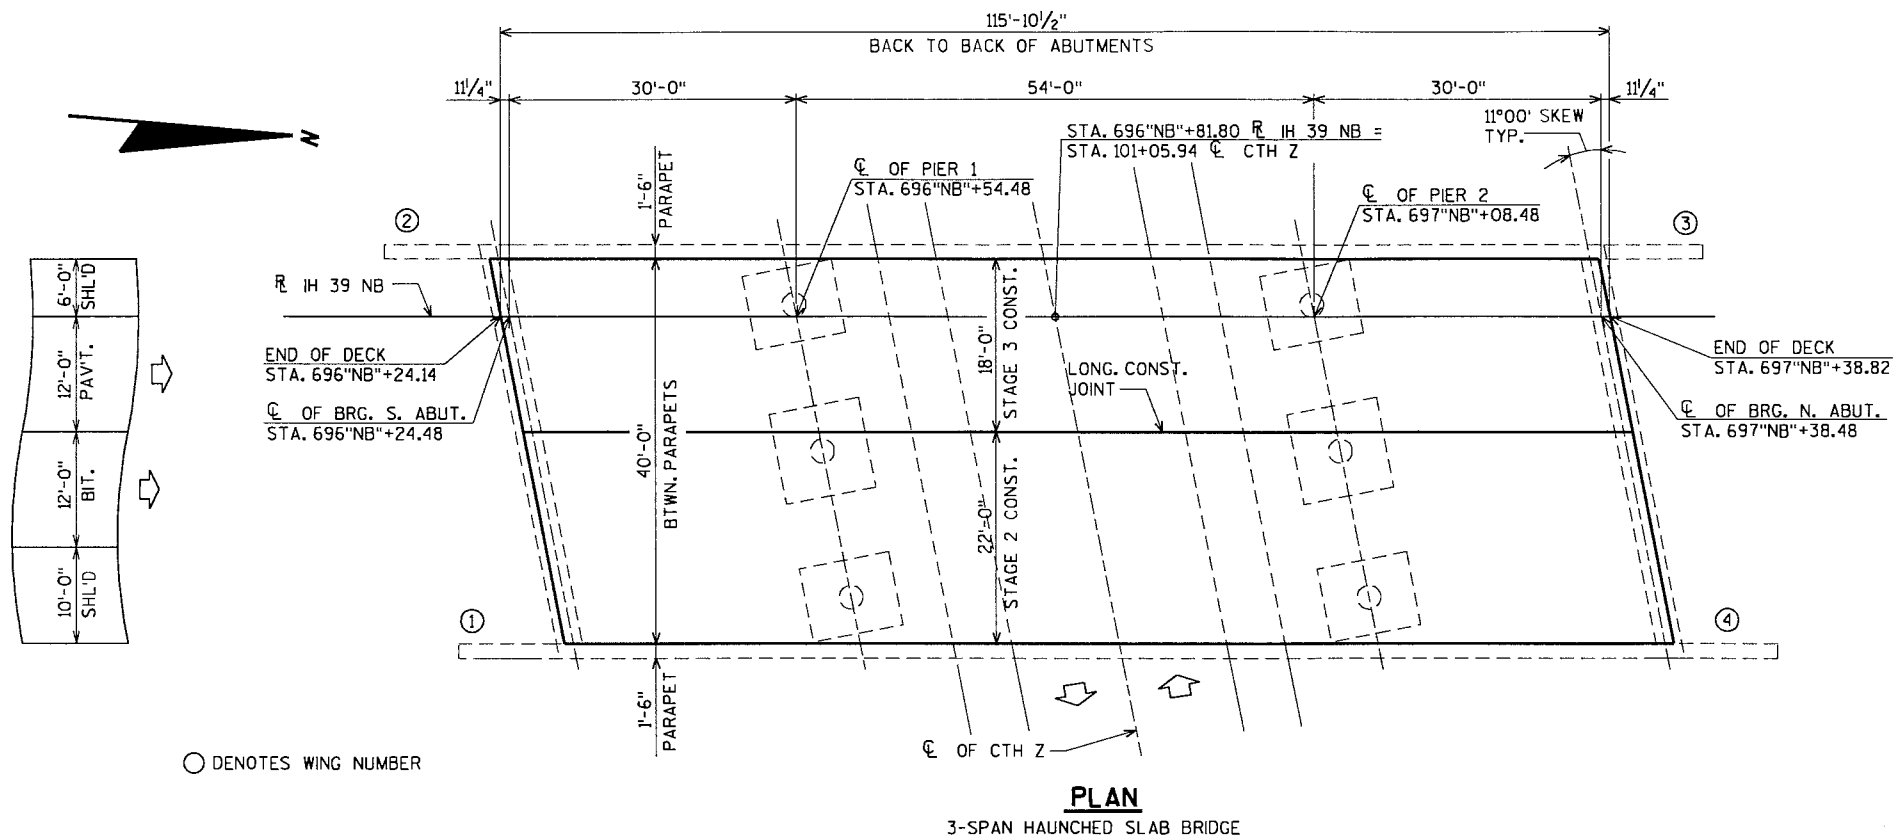 115'-10 1/2"
BACK TO BACK OF ABUTMENTS
11 1/4"
30'-0"
54'-0"
30'-0"
11 1/4"
N
11°00' SKEW
TYP.
STA. 696"NB"+81.80 ℞ IH 39 NB =
STA. 101+05.94 ℄ CTH Z
℄ OF PIER 1
STA. 696"NB"+54.48
℄ OF PIER 2
STA. 697"NB"+08.48
1'-6"
PARAPET
2
3
6'-0"
SHL'D
12'-0"
PAV'T.
12'-0"
BIT.
10'-0"
SHL'D
℞ IH 39 NB
END OF DECK
STA. 696"NB"+24.14
℄ OF BRG. S. ABUT.
STA. 696"NB"+24.48
40'-0"
BTWN. PARAPETS
18'-0"
STAGE 3 CONST.
22'-0"
STAGE 2 CONST.
LONG. CONST.
JOINT
END OF DECK
STA. 697"NB"+38.82
℄ OF BRG. N. ABUT.
STA. 697"NB"+38.48
1
4
1'-6"
PARAPET
℄ OF CTH Z
DENOTES WING NUMBER
PLAN
3-SPAN HAUNCHED SLAB BRIDGE